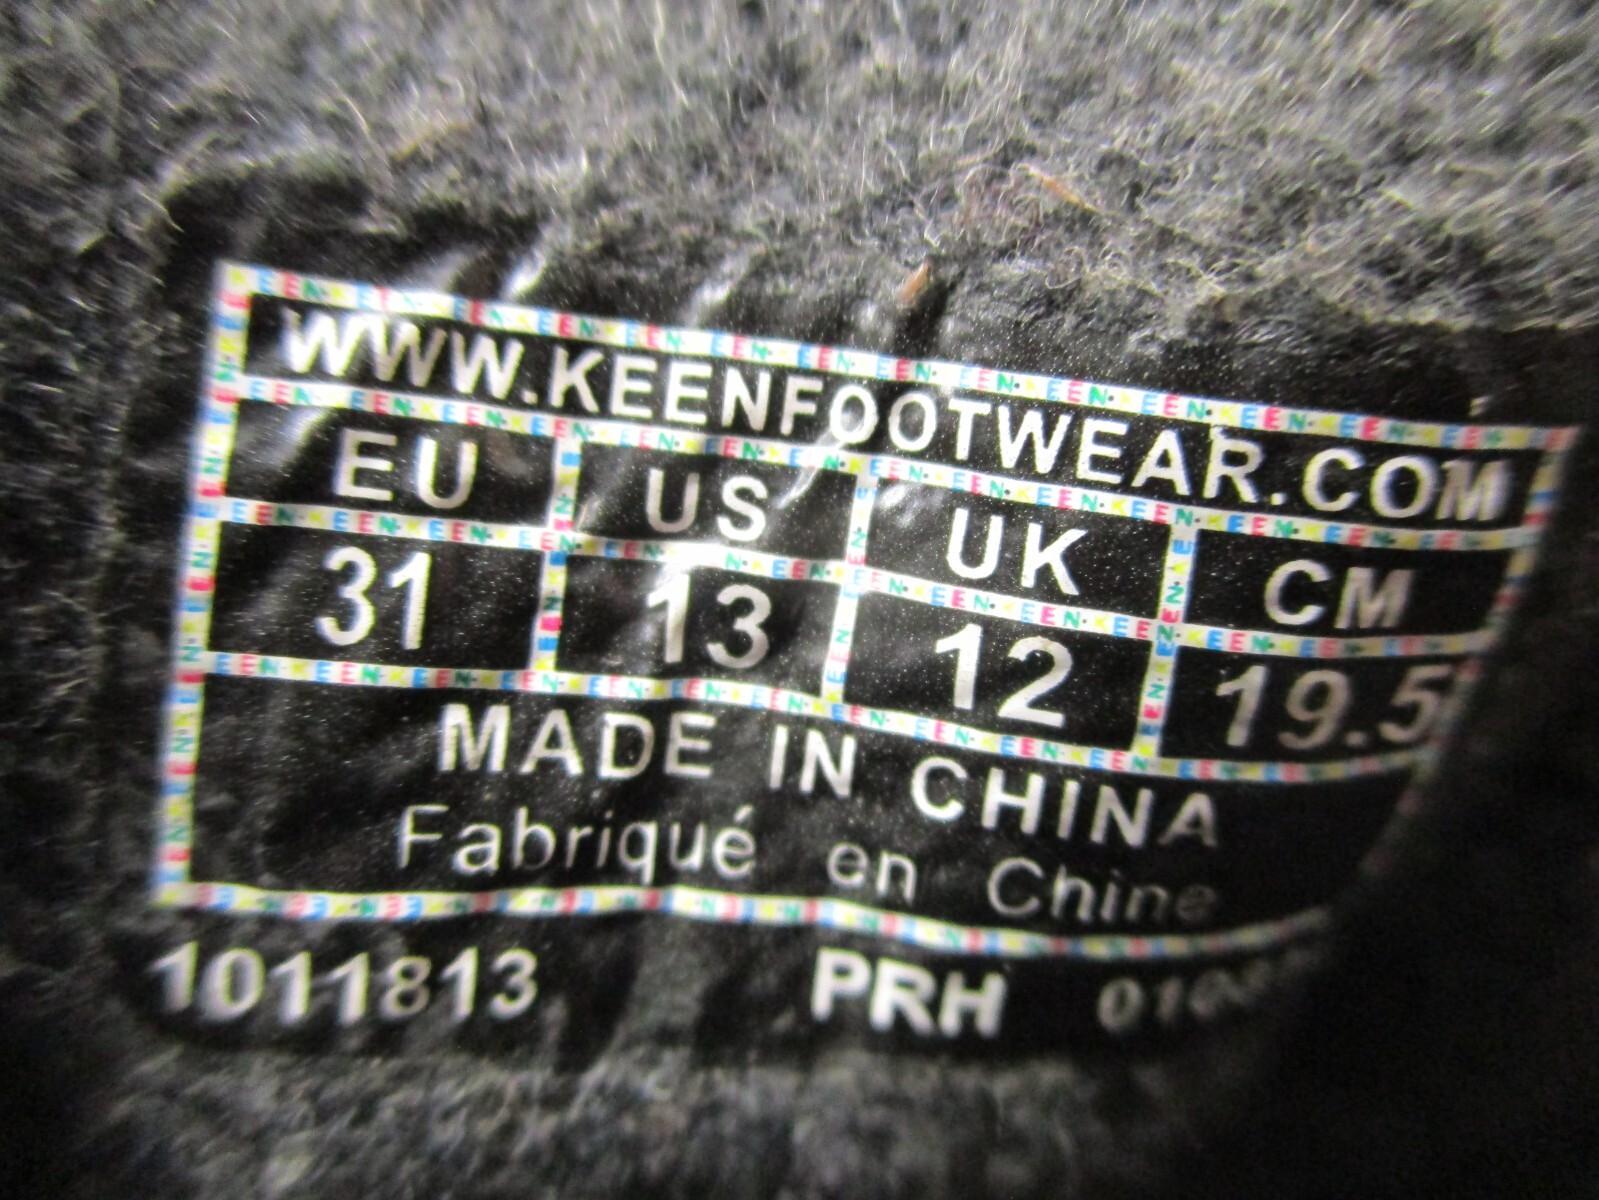 WWW.KEENFOOTWEAR.COM
EU US UK CM
31 13 12 19.5
MADE IN CHINA
Fabriqué en Chine
1011813 PRH